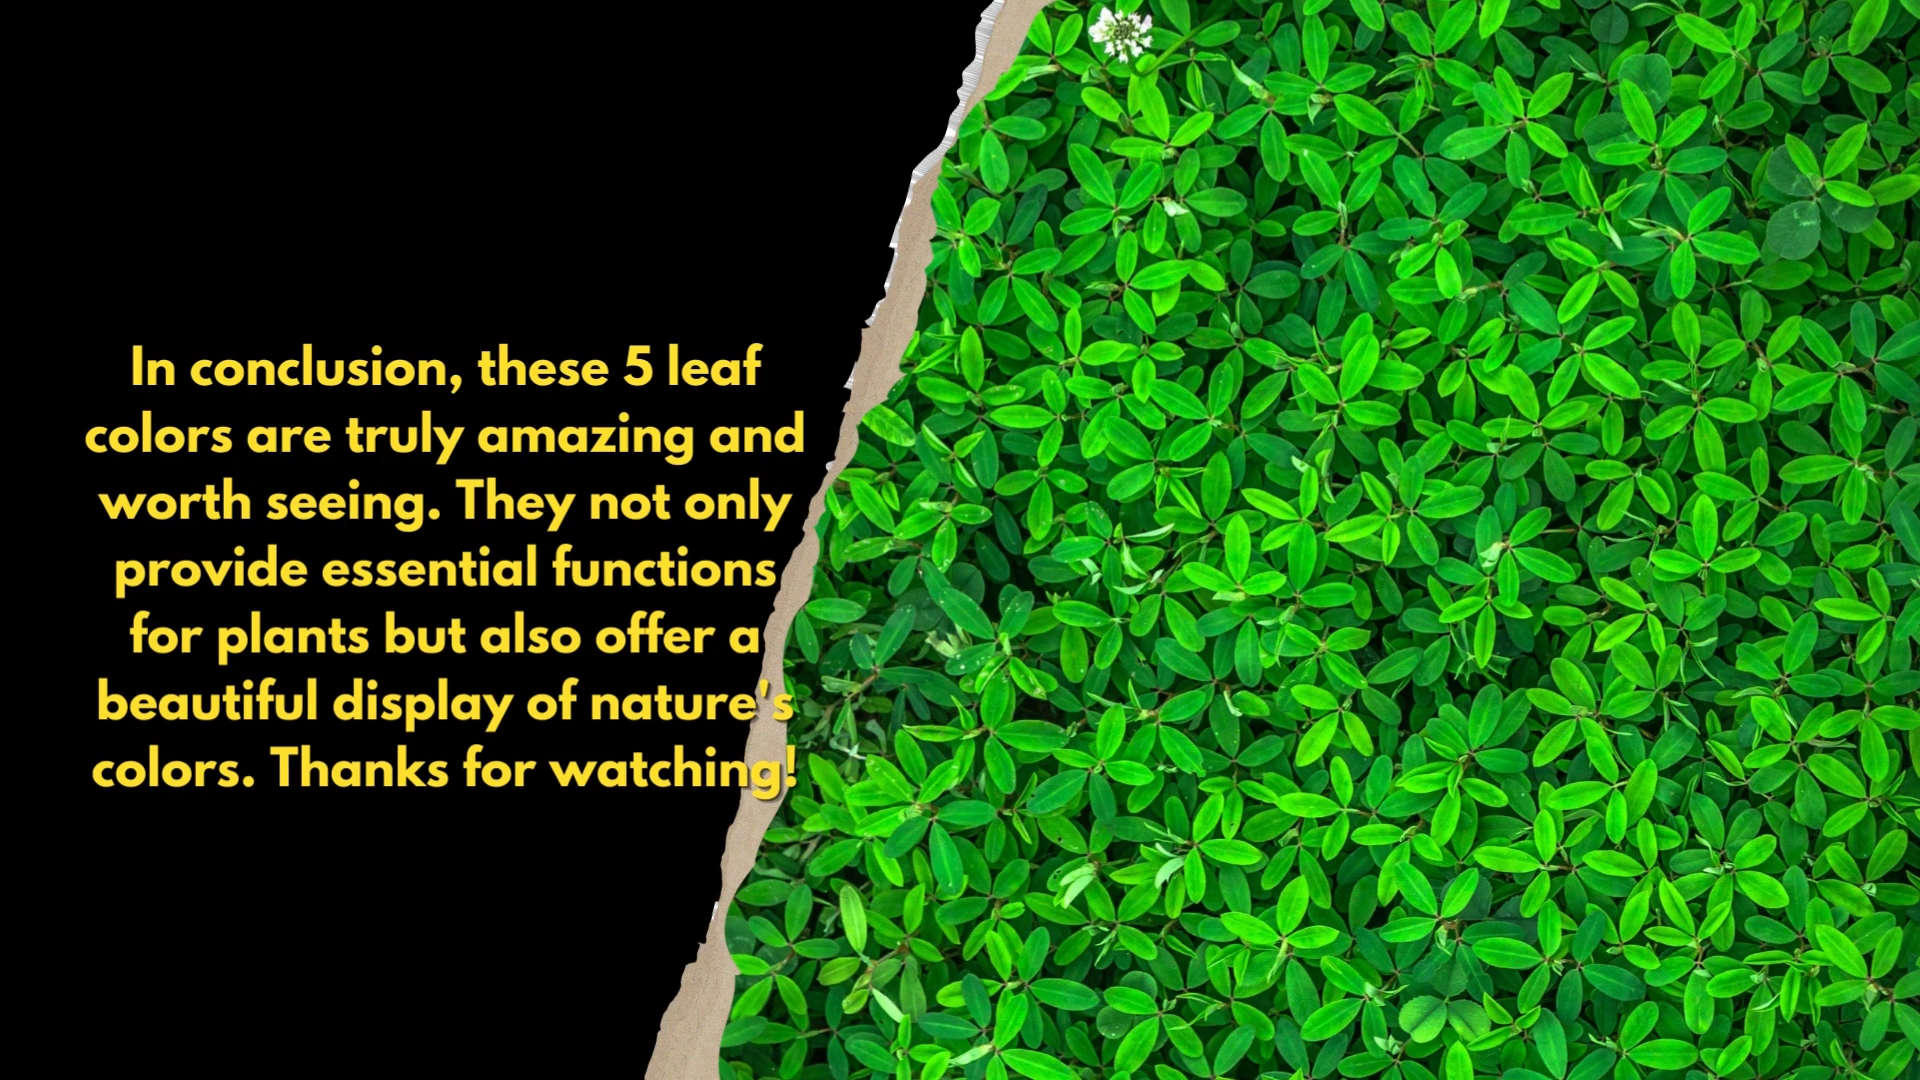 In conclusion, these 5 leaf
colors are truly amazing and
worth seeing. They not only
provide essential functions
for plants but also offer a
beautiful display of nature's
colors. Thanks for watching!